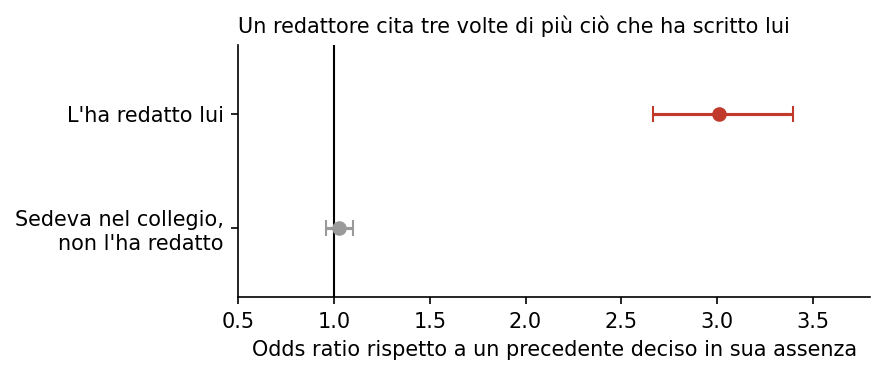 Un redattore cita tre volte di più ciò che ha scritto lui
L'ha redatto lui
Sedeva nel collegio,
non l'ha redatto
0.5 1.0 1.5 2.0 2.5 3.0 3.5
Odds ratio rispetto a un precedente deciso in sua assenza